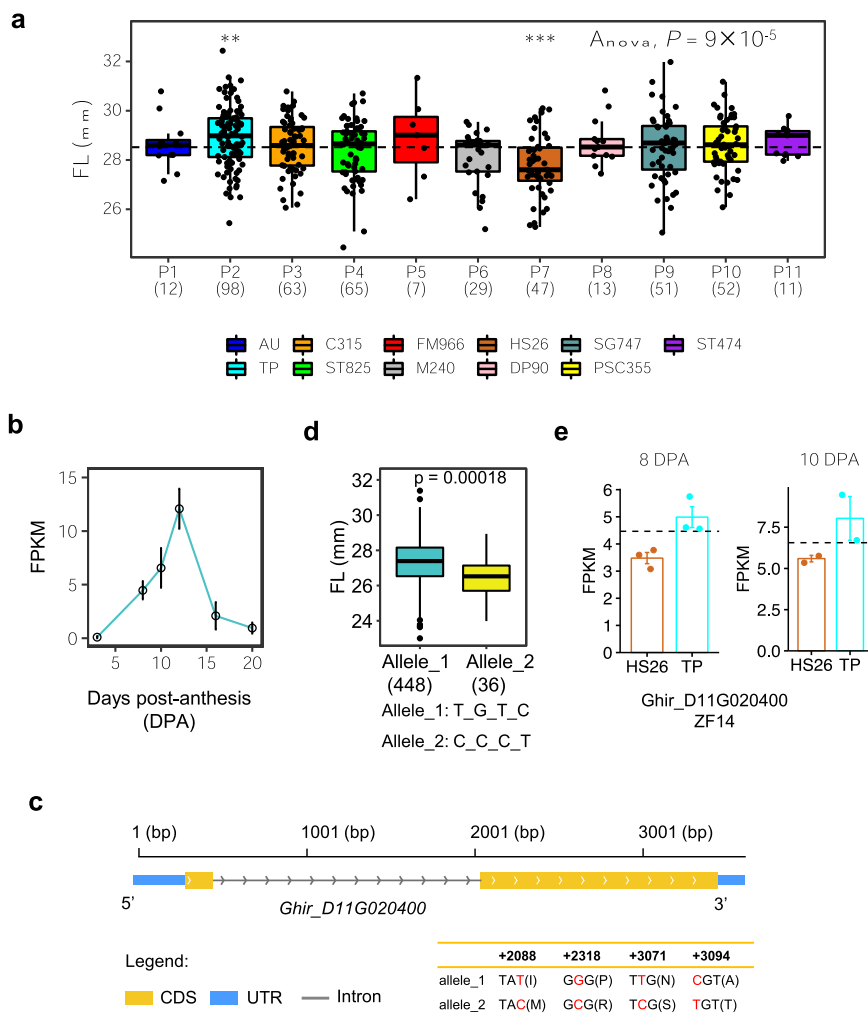 a
** *** Anova, P = 9×10-5
FL (mm)
32
30
28
26
P1 P2 P3 P4 P5 P6 P7 P8 P9 P10 P11
(12) (98) (63) (65) (7) (29) (47) (13) (51) (52) (11)
AU C315 FM966 HS26 SG747 ST474
TP ST825 M240 DP90 PSC355
b
FPKM
15
10
5
0
5 10 15 20
Days post-anthesis
(DPA)
d
p = 0.00018
FL (mm)
32
30
28
26
24
Allele_1 Allele_2
(448) (36)
Allele_1: T_G_T_C
Allele_2: C_C_C_T
e
8 DPA
FPKM
6
5
4
3
2
1
0
HS26 TP
10 DPA
FPKM
7.5
5.0
2.5
0.0
HS26 TP
Ghir_D11G020400
ZF14
c
1 (bp) 1001 (bp) 2001 (bp) 3001 (bp)
5' 3'
Ghir_D11G020400
Legend:
CDS UTR Intron
+2088 +2318 +3071 +3094
allele_1 TAT(I) GGG(P) TTG(N) CGT(A)
allele_2 TAC(M) GCG(R) TCG(S) TGT(T)